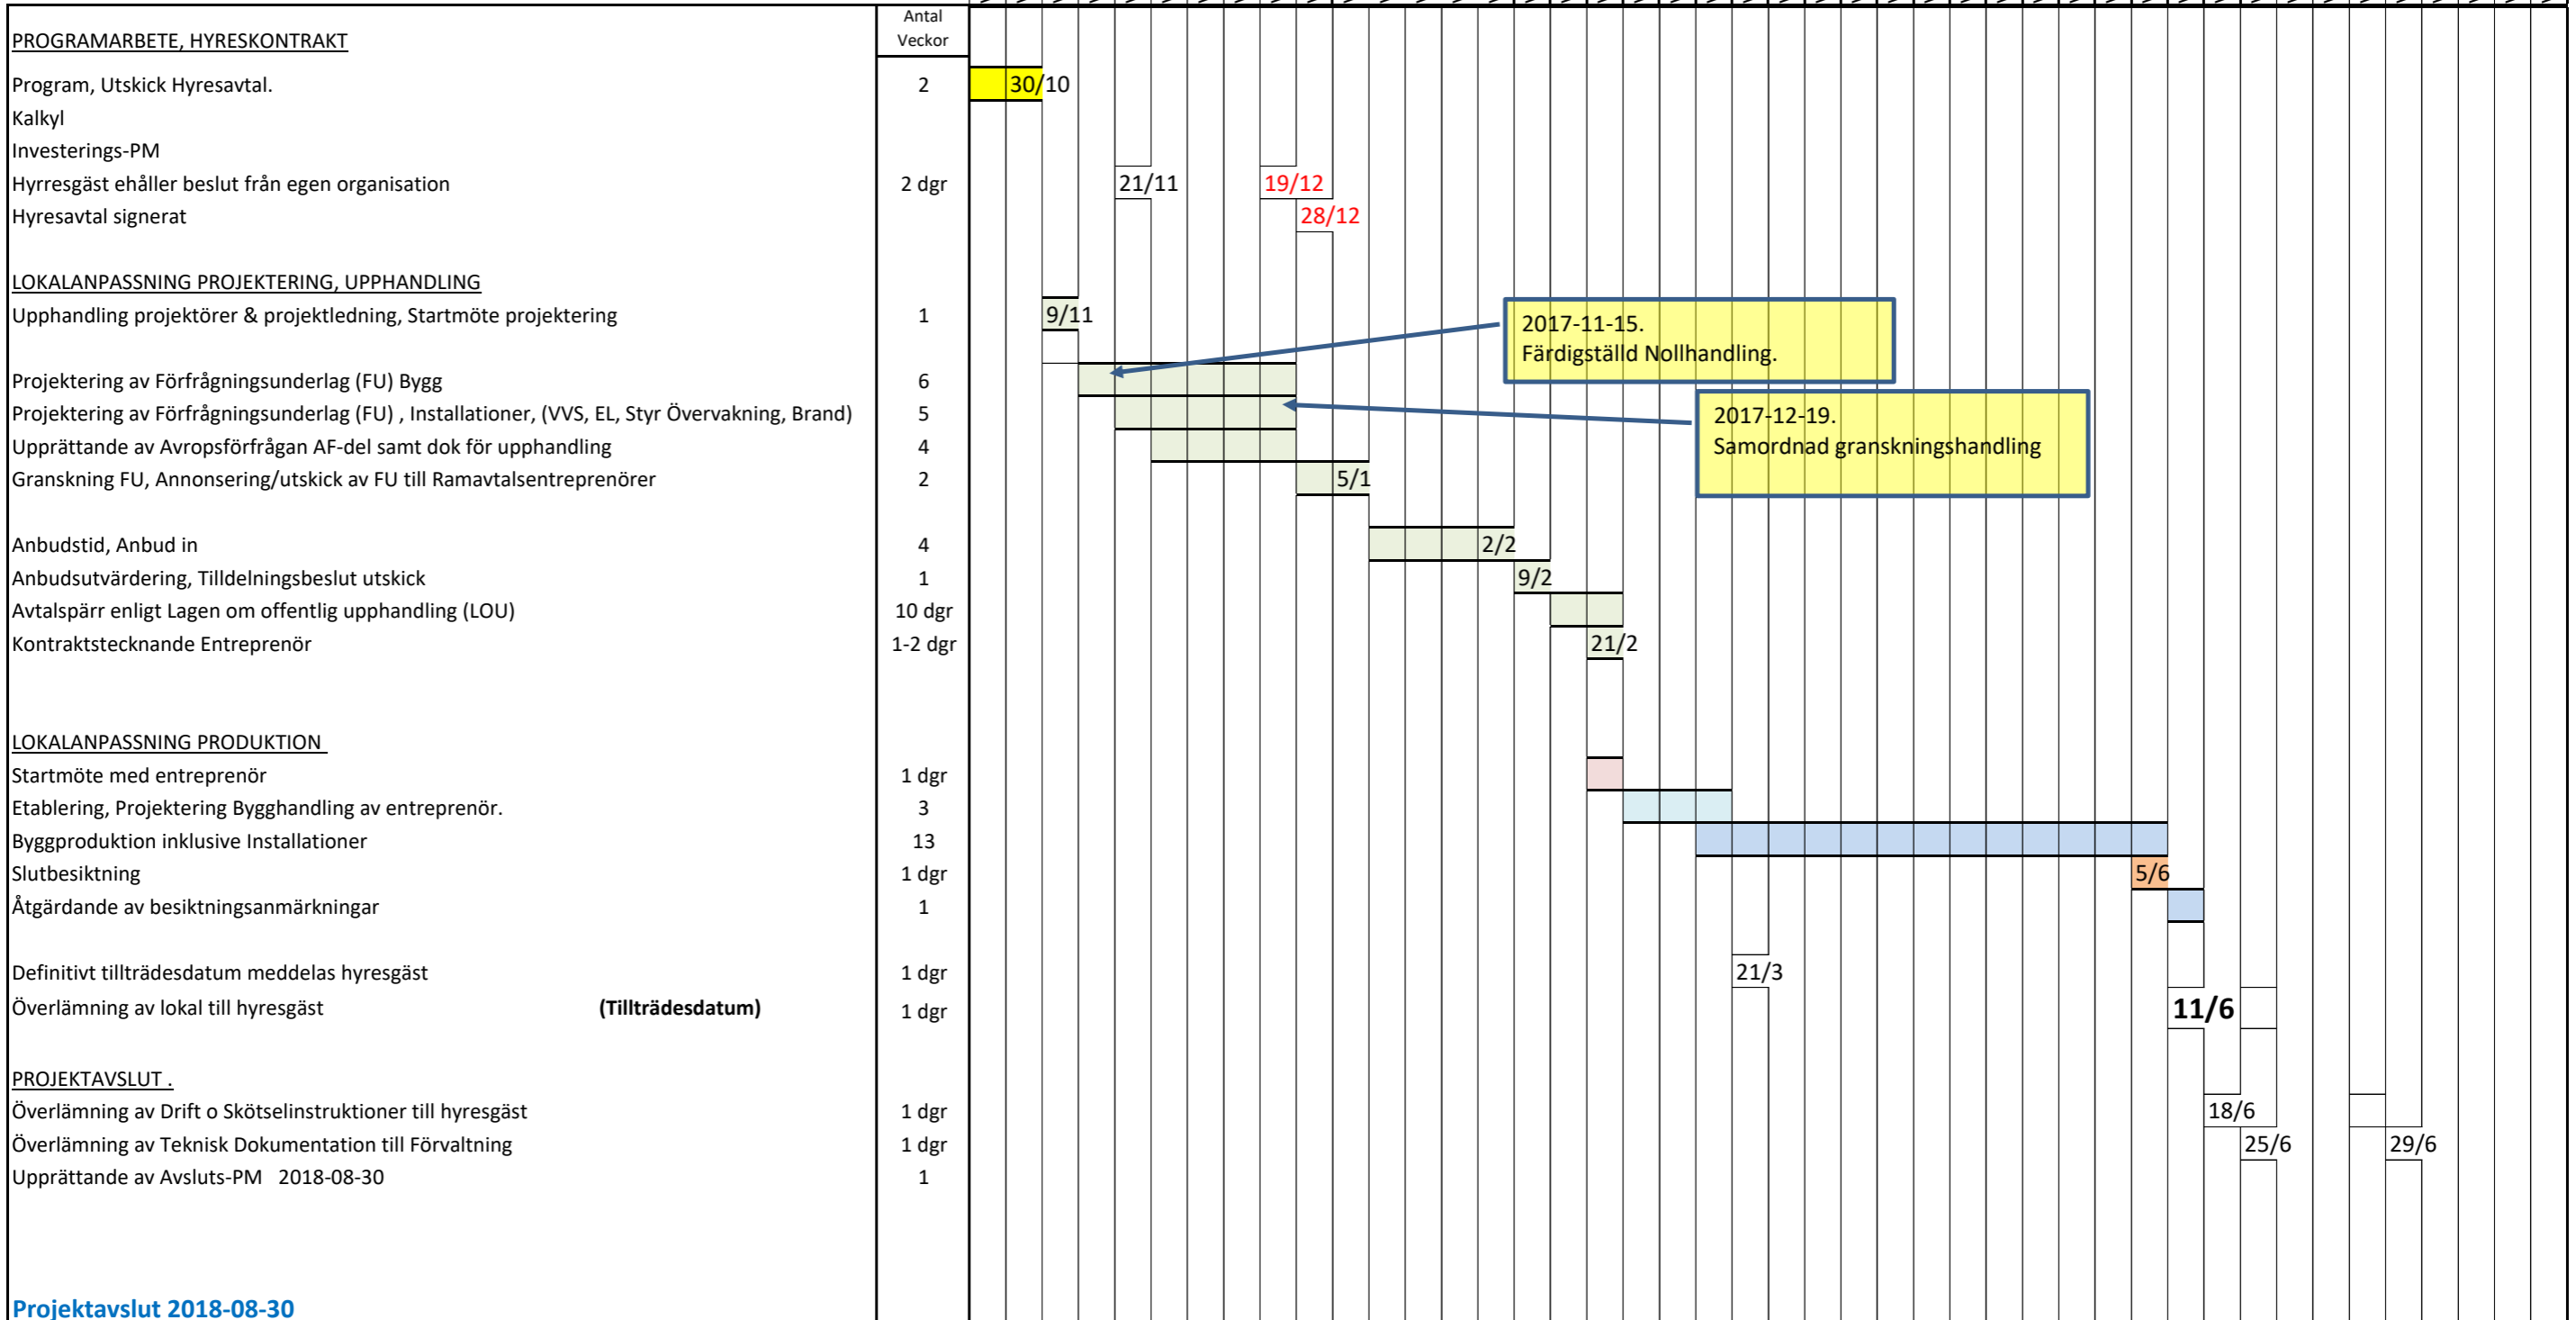 Antal
Veckor
PROGRAMARBETE, HYRESKONTRAKT
Program, Utskick Hyresavtal. 2 30/10
Kalkyl
Investerings-PM
Hyrresgäst ehåller beslut från egen organisation 2 dgr 21/11 19/12
Hyresavtal signerat 28/12
LOKALANPASSNING PROJEKTERING, UPPHANDLING
Upphandling projektörer & projektledning, Startmöte projektering 1 9/11
2017-11-15.
Färdigställd Nollhandling.
Projektering av Förfrågningsunderlag (FU) Bygg 6
Projektering av Förfrågningsunderlag (FU) , Installationer, (VVS, EL, Styr Övervakning, Brand) 5
2017-12-19.
Samordnad granskningshandling
Upprättande av Avropsförfrågan AF-del samt dok för upphandling 4
Granskning FU, Annonsering/utskick av FU till Ramavtalsentreprenörer 2 5/1
Anbudstid, Anbud in 4 2/2
Anbudsutvärdering, Tilldelningsbeslut utskick 1 9/2
Avtalspärr enligt Lagen om offentlig upphandling (LOU) 10 dgr
Kontraktstecknande Entreprenör 1-2 dgr 21/2
LOKALANPASSNING PRODUKTION
Startmöte med entreprenör 1 dgr
Etablering, Projektering Bygghandling av entreprenör. 3
Byggproduktion inklusive Installationer 13
Slutbesiktning 1 dgr 5/6
Åtgärdande av besiktningsanmärkningar 1
Definitivt tillträdesdatum meddelas hyresgäst 1 dgr 21/3
Överlämning av lokal till hyresgäst (Tillträdesdatum) 1 dgr 11/6
PROJEKTAVSLUT .
Överlämning av Drift o Skötselinstruktioner till hyresgäst 1 dgr 18/6
Överlämning av Teknisk Dokumentation till Förvaltning 1 dgr 25/6 29/6
Upprättande av Avsluts-PM 2018-08-30 1
Projektavslut 2018-08-30